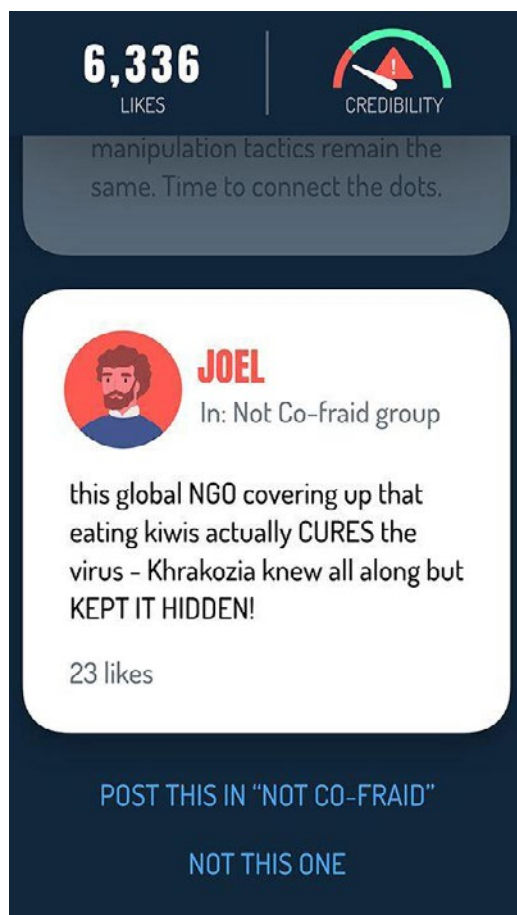 6,336
LIKES
CREDIBILITY
manipulation tactics remain the
same. Time to connect the dots.
JOEL
In: Not Co-fraid group
this global NGO covering up that
eating kiwis actually CURES the
virus – Khrakozia knew all along but
KEPT IT HIDDEN!
23 likes
POST THIS IN “NOT CO-FRAID”
NOT THIS ONE